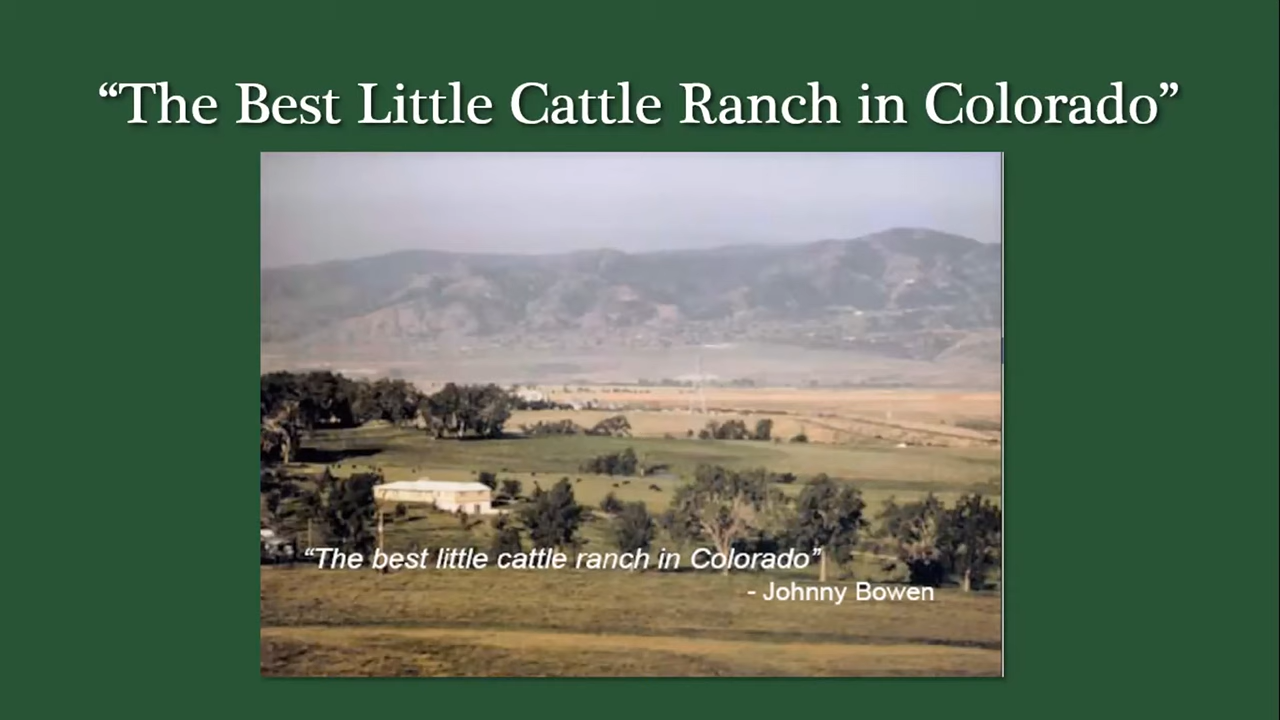 “The Best Little Cattle Ranch in Colorado”
“The best little cattle ranch in Colorado”
- Johnny Bowen